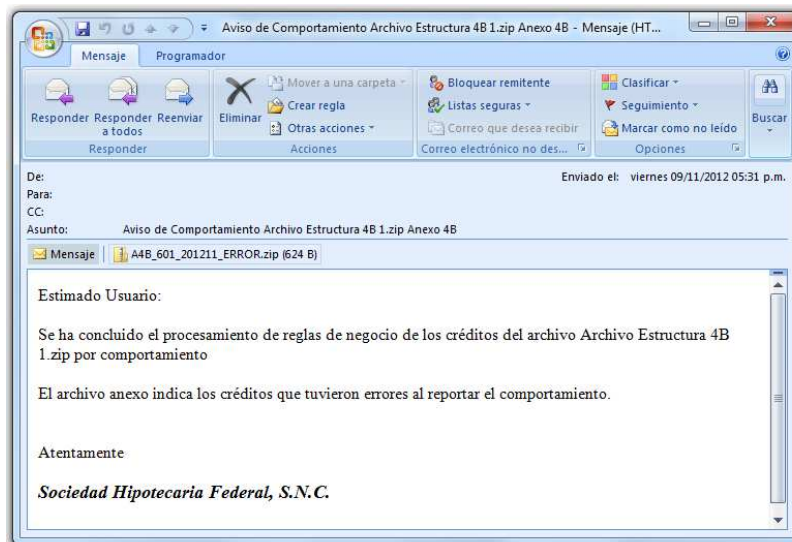 Aviso de Comportamiento Archivo Estructura 4B 1.zip Anexo 4B - Mensaje (HT...
Mensaje Programador
Responder Responder a todos Reenviar
Responder
Eliminar
Mover a una carpeta
Crear regla
Otras acciones
Acciones
Bloquear remitente
Listas seguras
Correo que desea recibir
Correo electrónico no des...
Clasificar
Seguimiento
Marcar como no leído
Opciones
Buscar
De:
Enviado el: viernes 09/11/2012 05:31 p.m.
Para:
CC:
Asunto: Aviso de Comportamiento Archivo Estructura 4B 1.zip Anexo 4B
Mensaje A4B_601_201211_ERROR.zip (624 B)
Estimado Usuario:
Se ha concluido el procesamiento de reglas de negocio de los créditos del archivo Archivo Estructura 4B
1.zip por comportamiento
El archivo anexo indica los créditos que tuvieron errores al reportar el comportamiento.
Atentamente
Sociedad Hipotecaria Federal, S.N.C.